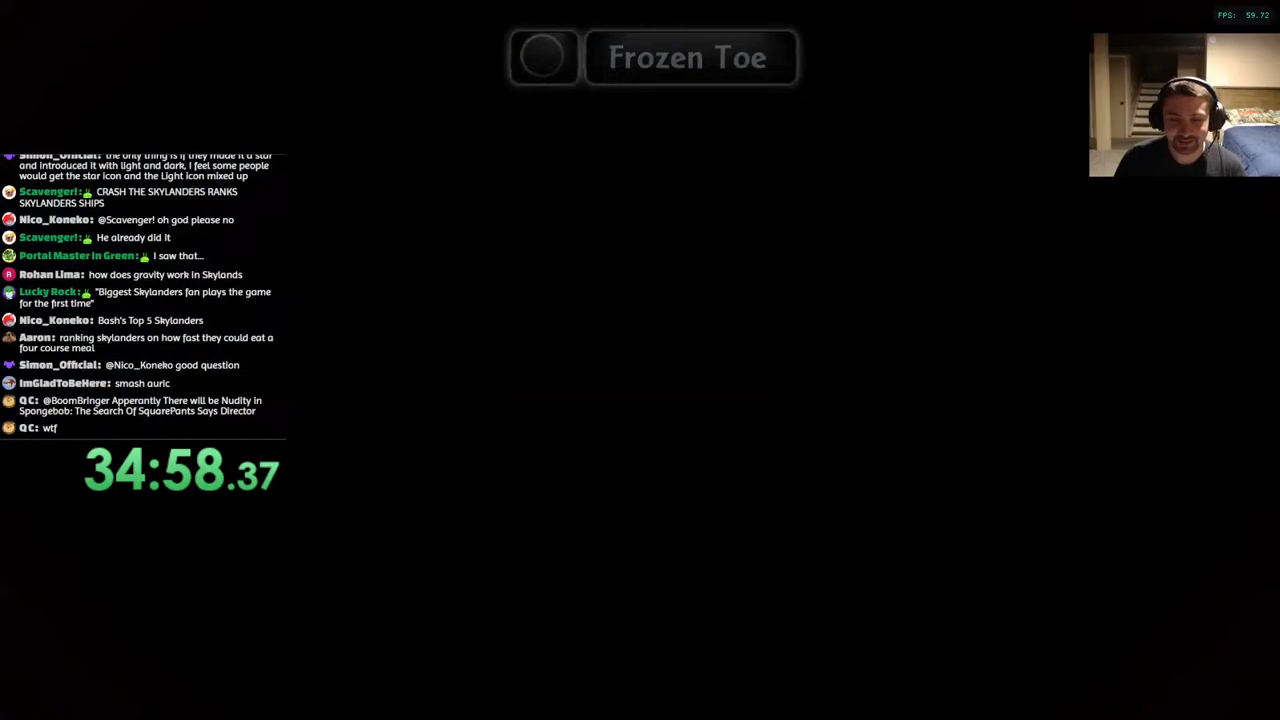 FPS: 59.72
Frozen Toe
Simon_Official: the only thing is if they made it a star
and introduced it with light and dark, I feel some people
would get the star icon and the Light icon mixed up
Scavenger!: CRASH THE SKYLANDERS RANKS
SKYLANDERS SHIPS
Nico_Koneko: @Scavenger! oh god please no
Scavenger!: He already did it
Portal Master In Green: I saw that...
R
Rohan Lima: how does gravity work in Skylands
Lucky Rock: "Biggest Skylanders fan plays the game
for the first time"
Nico_Koneko: Bash's Top 5 Skylanders
Aaron: ranking skylanders on how fast they could eat a
four course meal
Simon_Official: @Nico_Koneko good question
ImGladToBeHere: smash auric
Q C: @BoomBringer Apperantly There will be Nudity in
Spongebob: The Search Of SquarePants Says Director
Q C: wtf
34:58.37